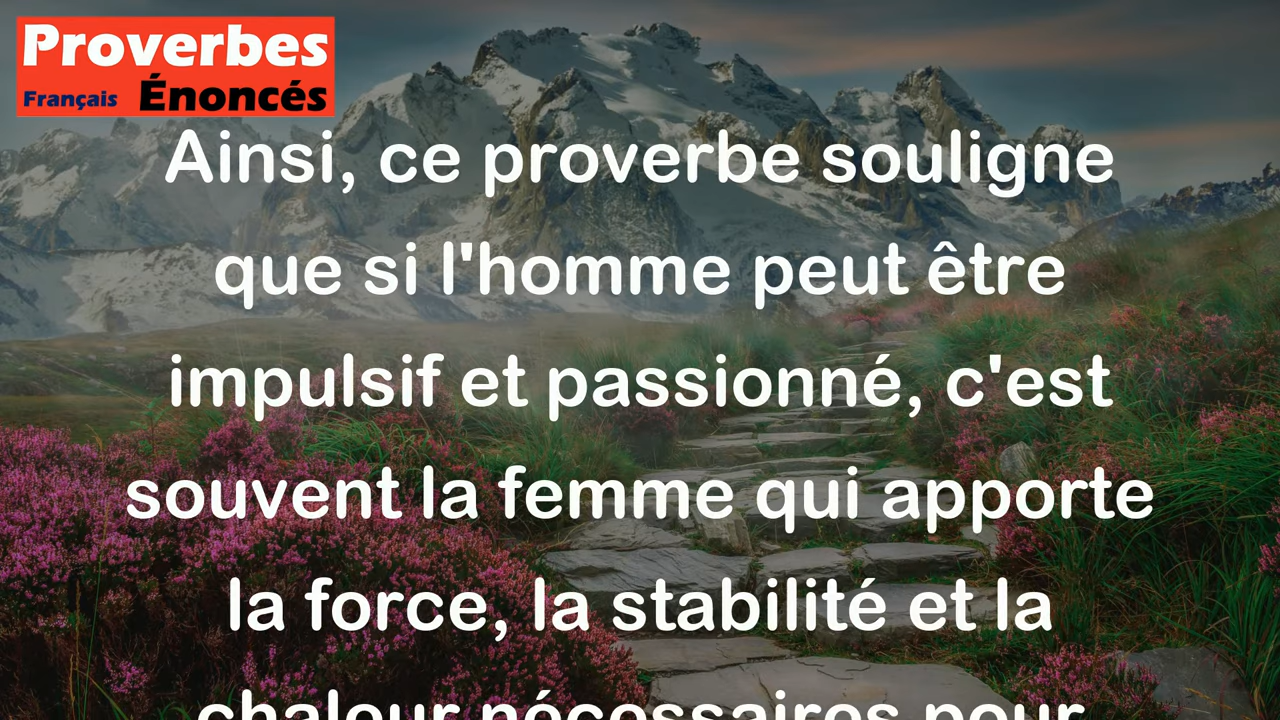 Proverbes
Français Énoncés
Ainsi, ce proverbe souligne
que si l'homme peut être
impulsif et passionné, c'est
souvent la femme qui apporte
la force, la stabilité et la
chaleur nécessaires pour